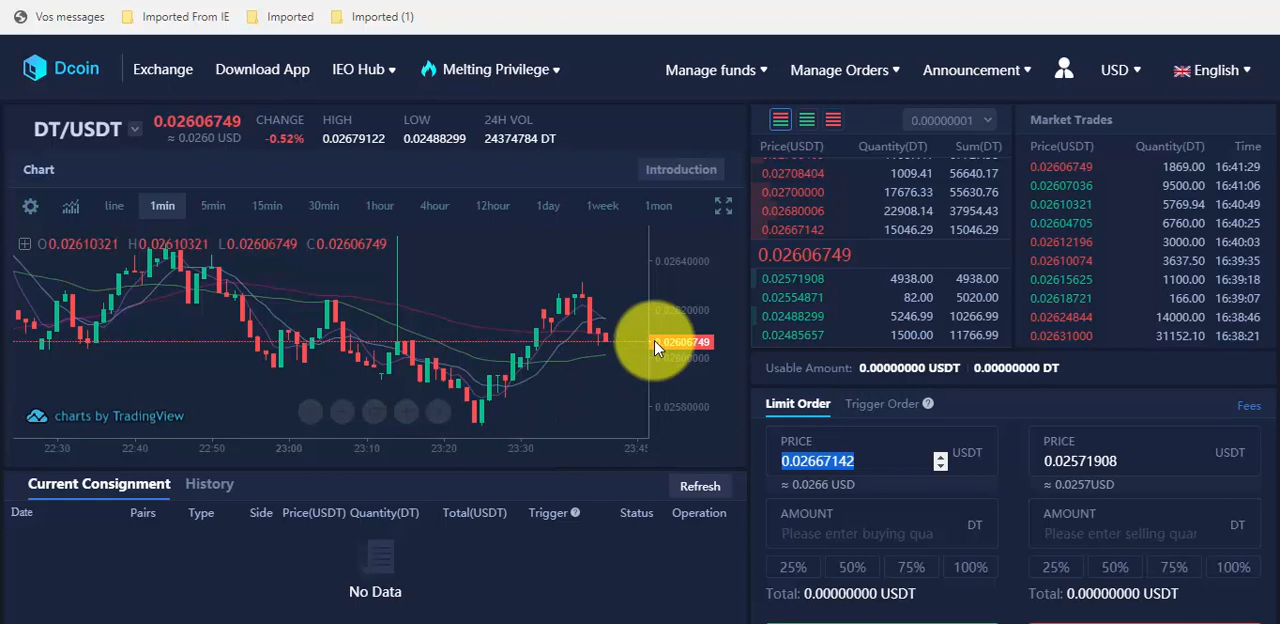 Vos messages Imported From IE Imported Imported (1)
Dcoin Exchange Download App IEO Hub Melting Privilege Manage funds Manage Orders Announcement USD English
DT/USDT 0.02606749 ≈ 0.0260 USD CHANGE -0.52% HIGH 0.02679122 LOW 0.02488299 24H VOL 24374784 DT
Chart Introduction
line 1min 5min 15min 30min 1hour 4hour 12hour 1day 1week 1mon
O0.02610321 H0.02610321 L0.02606749 C0.02606749
0.02640000
0.02620000
0.02606749
0.02600000
0.02580000
charts by TradingView
22:30 22:40 22:50 23:00 23:10 23:20 23:30 23:45
Current Consignment History Refresh
Date Pairs Type Side Price(USDT) Quantity(DT) Total(USDT) Trigger Status Operation
No Data
0.00000001
Price(USDT) Quantity(DT) Sum(DT)
0.02708404 1009.41 56640.17
0.02700000 17676.33 55630.76
0.02680006 22908.14 37954.43
0.02667142 15046.29 15046.29
0.02606749
0.02571908 4938.00 4938.00
0.02554871 82.00 5020.00
0.02488299 5246.99 10266.99
0.02485657 1500.00 11766.99
Market Trades
Price(USDT) Quantity(DT) Time
0.02606749 1869.00 16:41:29
0.02607036 9500.00 16:41:06
0.02610321 5769.94 16:40:49
0.02604705 6760.00 16:40:25
0.02612196 3000.00 16:40:03
0.02610074 3637.50 16:39:35
0.02615625 1100.00 16:39:18
0.02618721 166.00 16:39:07
0.02624844 14000.00 16:38:46
0.02631000 31152.10 16:38:21
Usable Amount: 0.00000000 USDT 0.00000000 DT
Limit Order Trigger Order Fees
PRICE
0.02667142 USDT
≈ 0.0266 USD
AMOUNT
Please enter buying qua DT
25% 50% 75% 100%
Total: 0.00000000 USDT
PRICE
0.02571908 USDT
≈ 0.0257USD
AMOUNT
Please enter selling quar DT
25% 50% 75% 100%
Total: 0.00000000 USDT